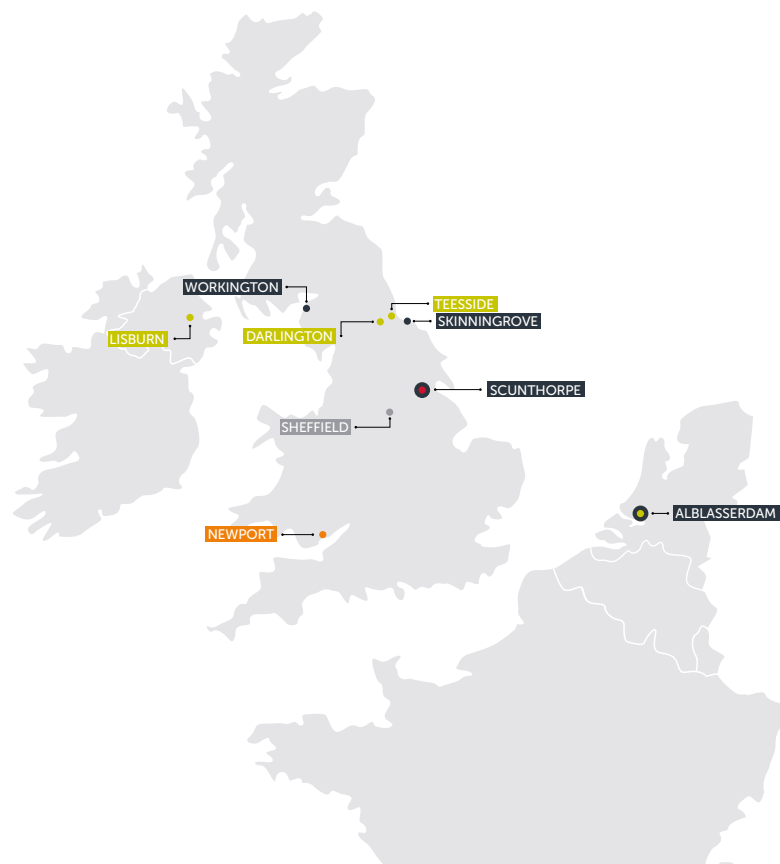 WORKINGTON
TEESSIDE
SKINNINGROVE
LISBURN
DARLINGTON
SCUNTHORPE
SHEFFIELD
ALBLASSERDAM
NEWPORT